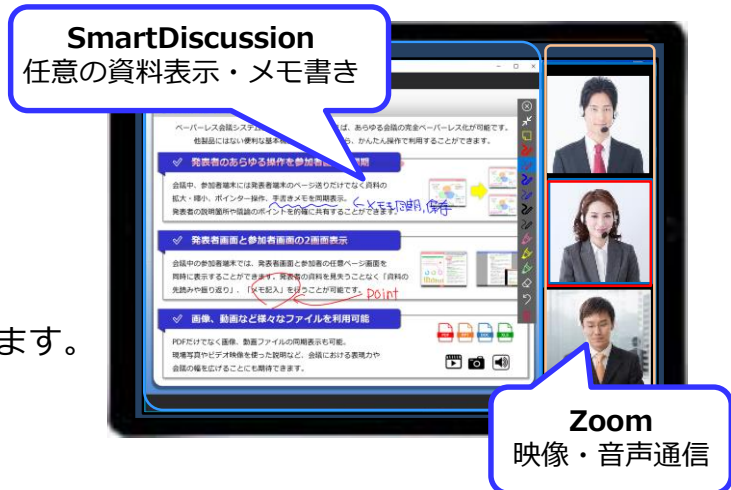 SmartDiscussion
任意の資料表示・メモ書き
ペーパーレス会議システム
ば、あらゆる会議の完全ペーパーレス化が可能です。
他製品にはない便利な基本機
ら、かんたん操作で利用することができます。
発表者のあらゆる操作を参加者
会議中、参加者端末には発表者端末のページ送りだけでなく資料の
拡大・縮小、ポインター操作、手書きメモを同期表示。
発表者の説明箇所や議論のポイントを的確に共有することができます。
←メモも同期,保存
発表者画面と参加者画面の2画面表示
会議中の参加者端末では、発表者画面と参加者の任意ページ画面を
同時に表示することができます。発表者の資料を見失うことなく「資料の
先読みや振り返り」、「メモ記入」を行うことが可能です。
point
画像、動画など様々なファイルを利用可能
PDFだけでなく画像、動画ファイルの同期表示も可能。
現場写真やビデオ映像を使った説明など、会議における表現力や
会議の幅を広げることにも期待できます。
ます。
Zoom
映像・音声通信